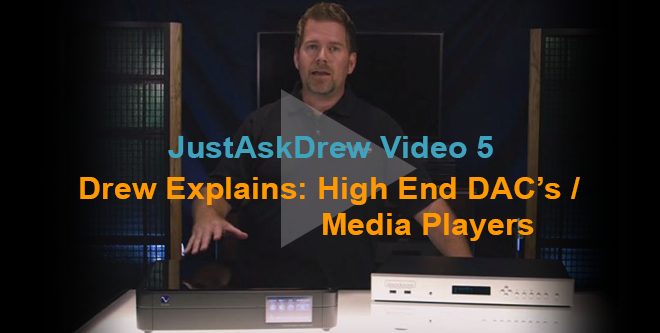 JustAskDrew Video 5
Drew Explains: High End DAC’s /
Media Players